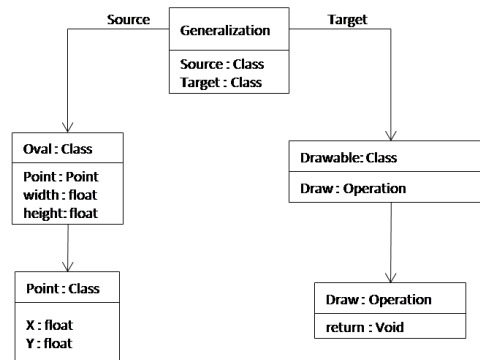 Source
Generalization
Target
Source : Class
Target : Class
Oval : Class
Point : Point
width : float
height: float
Drawable: Class
Draw : Operation
Point : Class
X : float
Y : float
Draw : Operation
return : Void